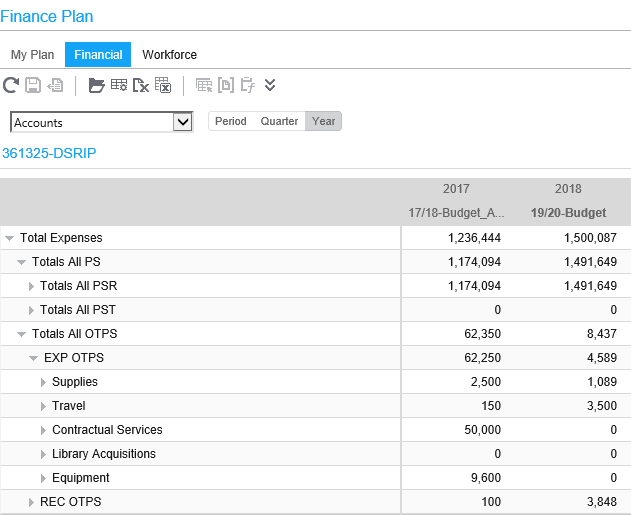 Finance Plan
My Plan Financial Workforce
Accounts Period Quarter Year
361325-DSRIP
2017 2018
17/18-Budget_A... 19/20-Budget
Total Expenses 1,236,444 1,500,087
Totals All PS 1,174,094 1,491,649
Totals All PSR 1,174,094 1,491,649
Totals All PST 0 0
Totals All OTPS 62,350 8,437
EXP OTPS 62,250 4,589
Supplies 2,500 1,089
Travel 150 3,500
Contractual Services 50,000 0
Library Acquisitions 0 0
Equipment 9,600 0
REC OTPS 100 3,848